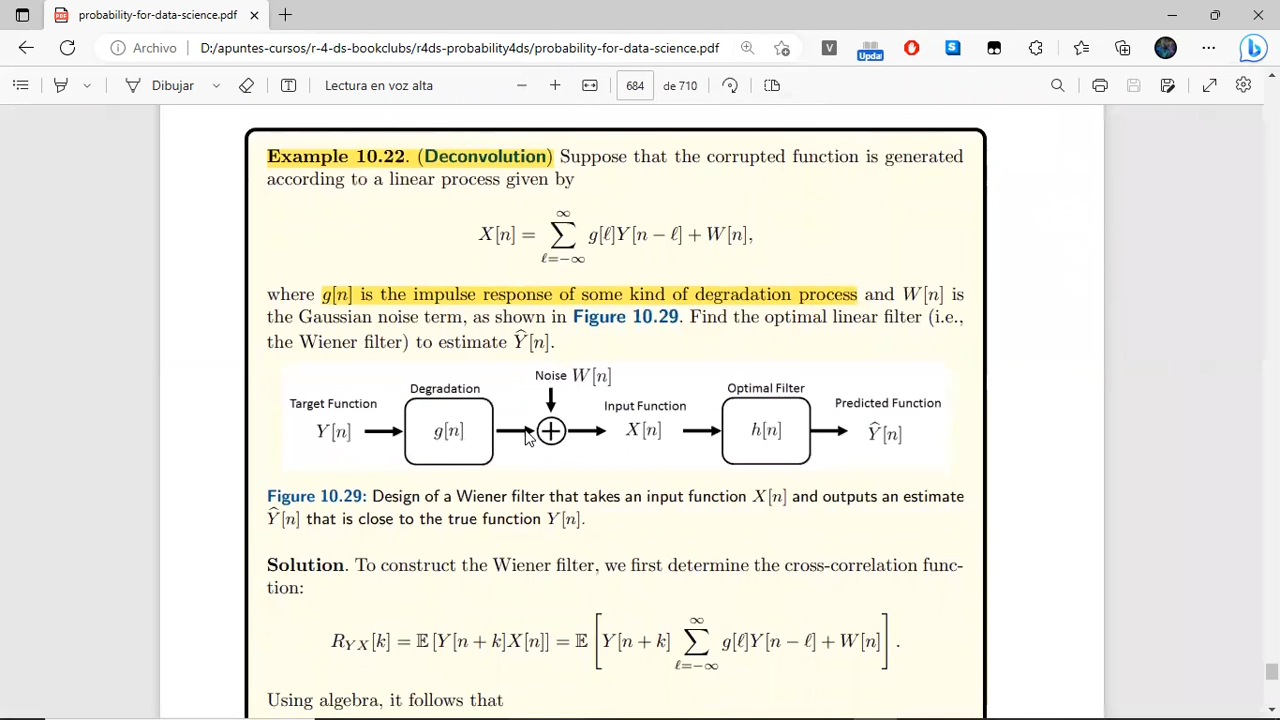 probability-for-data-science.pdf
Archivo D:/apuntes-cursos/r-4-ds-bookclubs/r4ds-probability4ds/probability-for-data-science.pdf V Updat S
Dibujar Lectura en voz alta 684 de 710
Example 10.22. (Deconvolution) Suppose that the corrupted function is generated
according to a linear process given by
X[n] = ∑_{ℓ=−∞}^{∞} g[ℓ]Y[n − ℓ] + W[n],
where g[n] is the impulse response of some kind of degradation process and W[n] is
the Gaussian noise term, as shown in Figure 10.29. Find the optimal linear filter (i.e.,
the Wiener filter) to estimate Ŷ[n].
Noise W[n]
Degradation Optimal Filter
Target Function Input Function Predicted Function
Y[n] g[n] + X[n] h[n] Ŷ[n]
Figure 10.29: Design of a Wiener filter that takes an input function X[n] and outputs an estimate
Ŷ[n] that is close to the true function Y[n].
Solution. To construct the Wiener filter, we first determine the cross-correlation func-
tion:
R_{YX}[k] = 𝔼[Y[n + k]X[n]] = 𝔼[Y[n + k] ∑_{ℓ=−∞}^{∞} g[ℓ]Y[n − ℓ] + W[n]].
Using algebra, it follows that